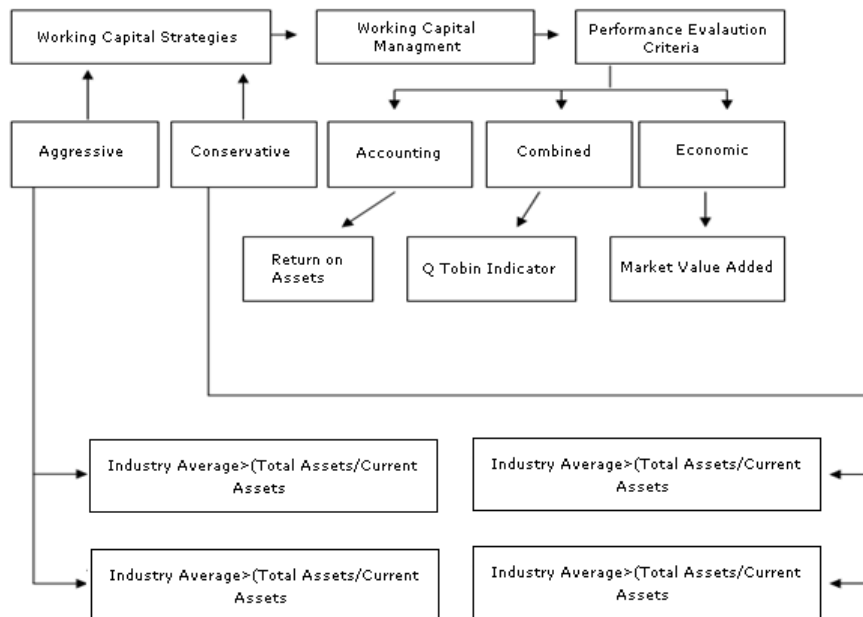 Working Capital Strategies
Working Capital
Managment
Performance Evalaution
Criteria
Aggressive
Conservative
Accounting
Combined
Economic
Return on
Assets
Q Tobin Indicator
Market Value Added
Industry Average>(Total Assets/Current
Assets
Industry Average>(Total Assets/Current
Assets
Industry Average>(Total Assets/Current
Assets
Industry Average>(Total Assets/Current
Assets